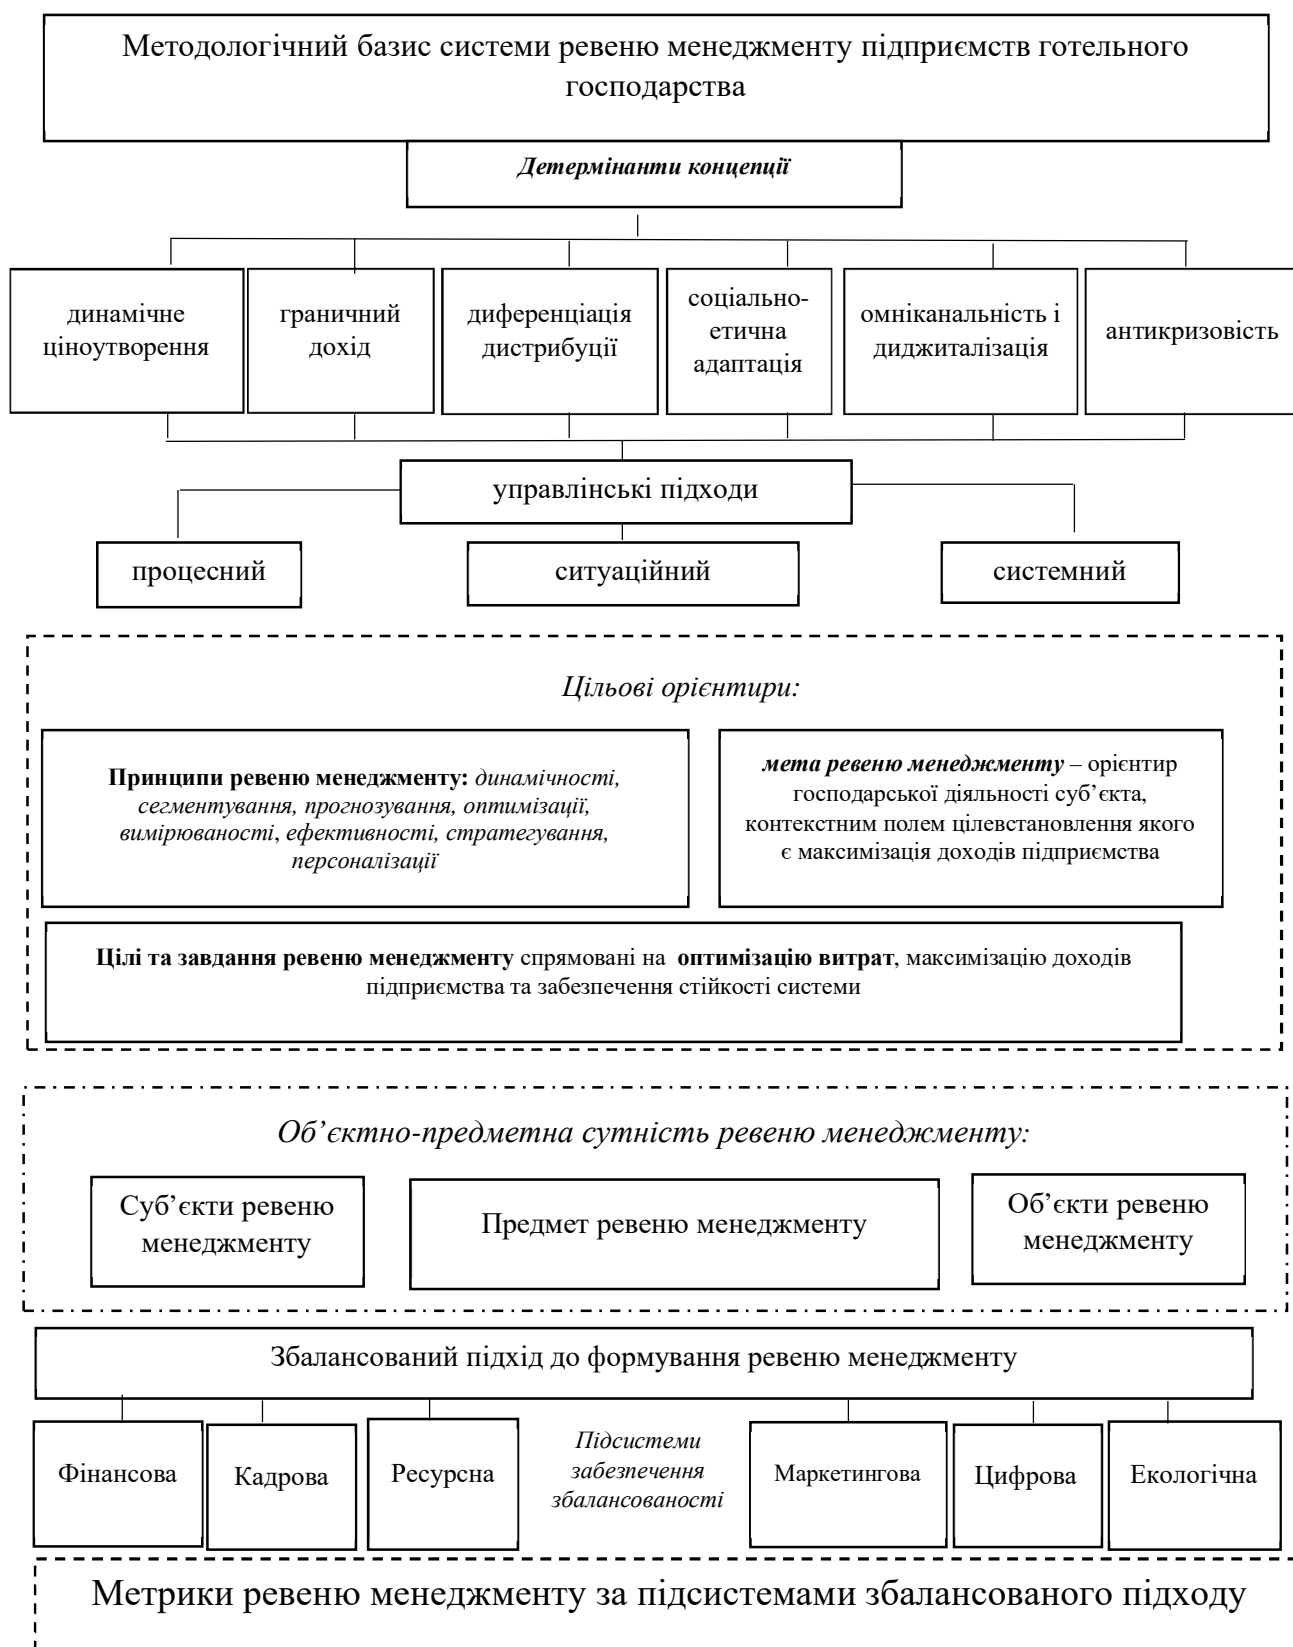 Методологічний базис системи ревеню менеджменту підприємств готельного
господарства
Детермінанти концепції
динамічне
ціноутворення
граничний
дохід
диференціація
дистрибуції
соціально-
етична
адаптація
омніканальність і
диджиталізація
антикризовість
управлінські підходи
процесний
ситуаційний
системний
Цільові орієнтири:
Принципи ревеню менеджменту: динамічності,
сегментування, прогнозування, оптимізації,
вимірюваності, ефективності, стратегування,
персоналізації
мета ревеню менеджменту – орієнтир
господарської діяльності суб’єкта,
контекстним полем цілевстановлення якого
є максимізація доходів підприємства
Цілі та завдання ревеню менеджменту спрямовані на оптимізацію витрат, максимізацію доходів
підприємства та забезпечення стійкості системи
Об’єктно-предметна сутність ревеню менеджменту:
Суб’єкти ревеню
менеджменту
Предмет ревеню менеджменту
Об’єкти ревеню
менеджменту
Збалансований підхід до формування ревеню менеджменту
Фінансова
Кадрова
Ресурсна
Підсистеми
забезпечення
збалансованості
Маркетингова
Цифрова
Екологічна
Метрики ревеню менеджменту за підсистемами збалансованого підходу